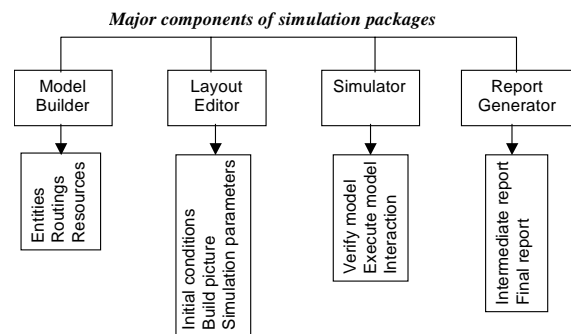 Major components of simulation packages
Model
Builder
Layout
Editor
Simulator
Report
Generator
Entities
Routings
Resources
Initial conditions
Build picture
Simulation parameters
Verify model
Execute model
Interaction
Intermediate report
Final report